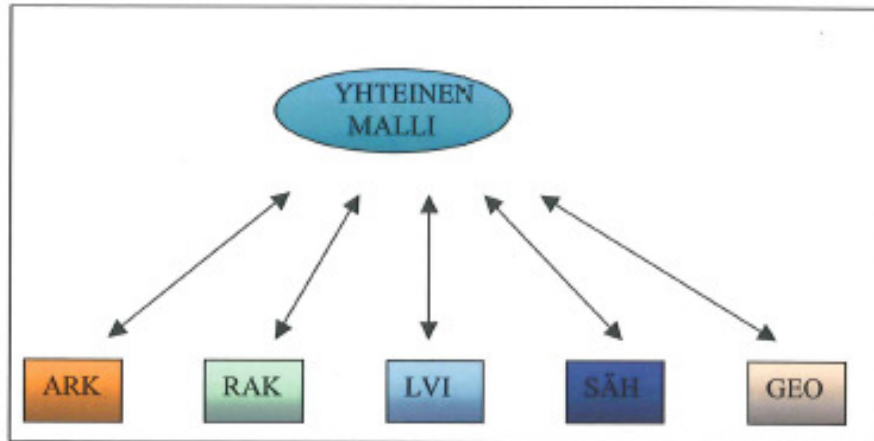 YHTEINEN
MALLI
ARK RAK LVI SÄH GEO